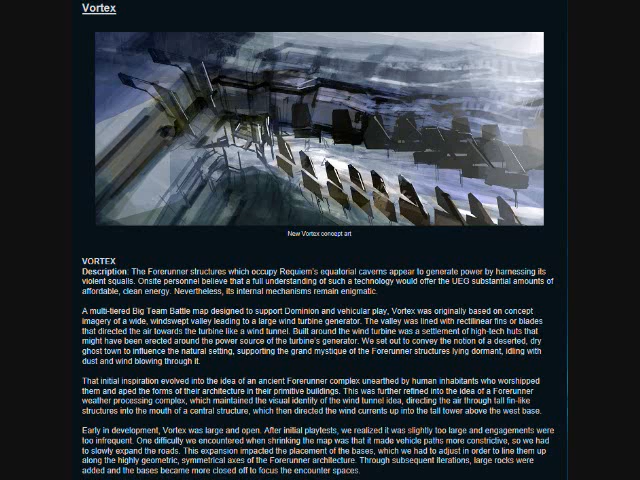 Vortex
New Vortex concept art
VORTEX
Description. The Forerunner structures which occupy Requiem's equatorial caverns appear to generate power by harnessing its
violent squalls. Onsite personnel believe that a full understanding of such a technology would offer the UEG substantial amounts of
affordable, clean energy. Nevertheless, its internal mechanisms remain enigmatic.
A multi-tiered Big Team Battle map designed to support Dominion and vehicular play, Vortex was originally based on concept
imagery of a wide, windswept valley leading to a large wind turbine generator. The valley was lined with rectilinear fins or blades
that directed the air towards the turbine like a wind tunnel. Built around the wind turbine was a settlement of high-tech huts that
might have been erected around the power source of the turbine's generator. We set out to convey the notion of a deserted, dry
ghost town to influence the natural setting, supporting the grand mystique of the Forerunner structures lying dormant, idling with
dust and wind blowing through it.
That initial inspiration evolved into the idea of an ancient Forerunner complex unearthed by human inhabitants who worshipped
them and aped the forms of their architecture in their primitive buildings. This was further refined into the idea of a Forerunner
weather processing complex, which maintained the visual identity of the wind tunnel idea, directing the air through tall fin-like
structures into the mouth of a central structure, which then directed the wind currents up into the tall tower above the west base.
Early in development, Vortex was large and open. After initial playtests, we realized it was slightly too large and engagements were
too infrequent. One difficulty we encountered when shrinking the map was that it made vehicle paths more constrictive, so we had
to slowly expand the roads. This expansion impacted the placement of the bases, which we had to adjust in order to line them up
along the highly geometric, symmetrical axes of the Forerunner architecture. Through subsequent iterations, large rocks were
added and the bases became more closed off to focus the encounter spaces.